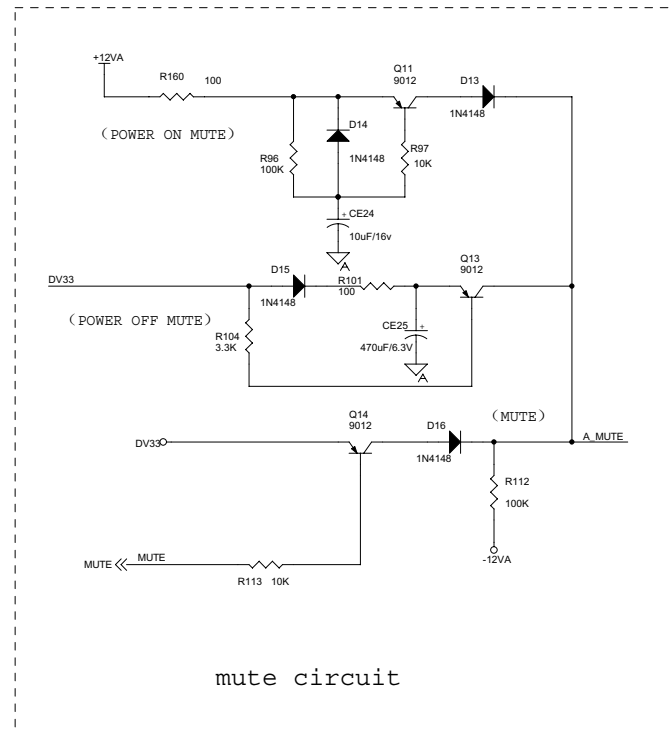 +12VA
R160 100
Q11
9012
D13
1N4148
(POWER ON MUTE)
D14
1N4148
R96
100K
R97
10K
+ CE24
10uF/16v
A
DV33
D15
1N4148
R101
100
Q13
9012
(POWER OFF MUTE)
R104
3.3K
CE25 +
470uF/6.3V
A
Q14
9012
D16
1N4148
(MUTE)
A_MUTE
DV33
R112
100K
-12VA
MUTE MUTE
R113 10K
mute circuit